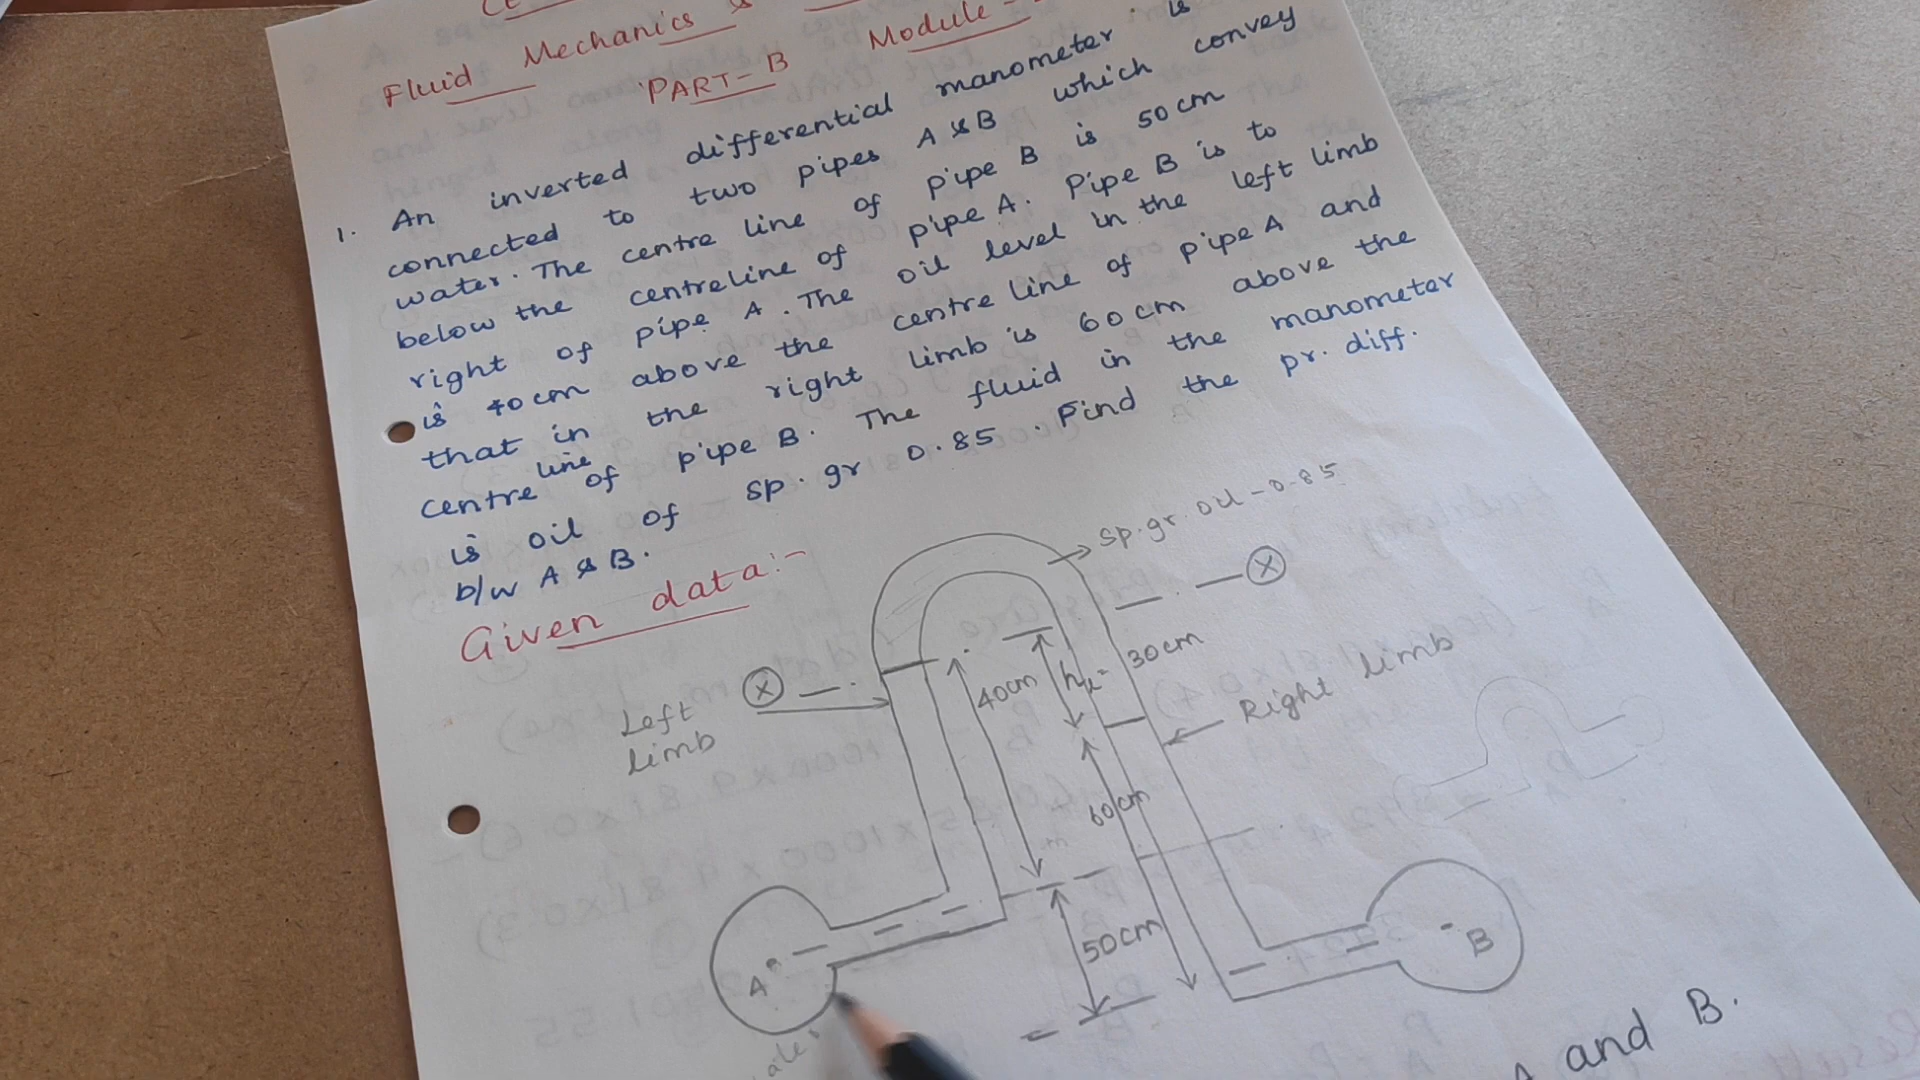 Fluid Mechanics &
PART-B Module -
1. An inverted differential manometer is
connected to two pipes A & B which convey
water. The centre line of pipe B is 50 cm
below the centreline of pipe A. Pipe B is to
right of pipe A. The oil level in the left limb
is 40 cm above the centre line of pipe A and
that in the right limb is 60 cm above the
centre line of pipe B. The fluid in the manometer
is oil of sp. gr 0.85. Find the pr. diff.
b/w A & B.
Given data:-
sp. gr. oil - 0.85
X
X
Left
limb
40cm
h₂ = 30cm
Right limb
60cm
50cm
A
B
and B.